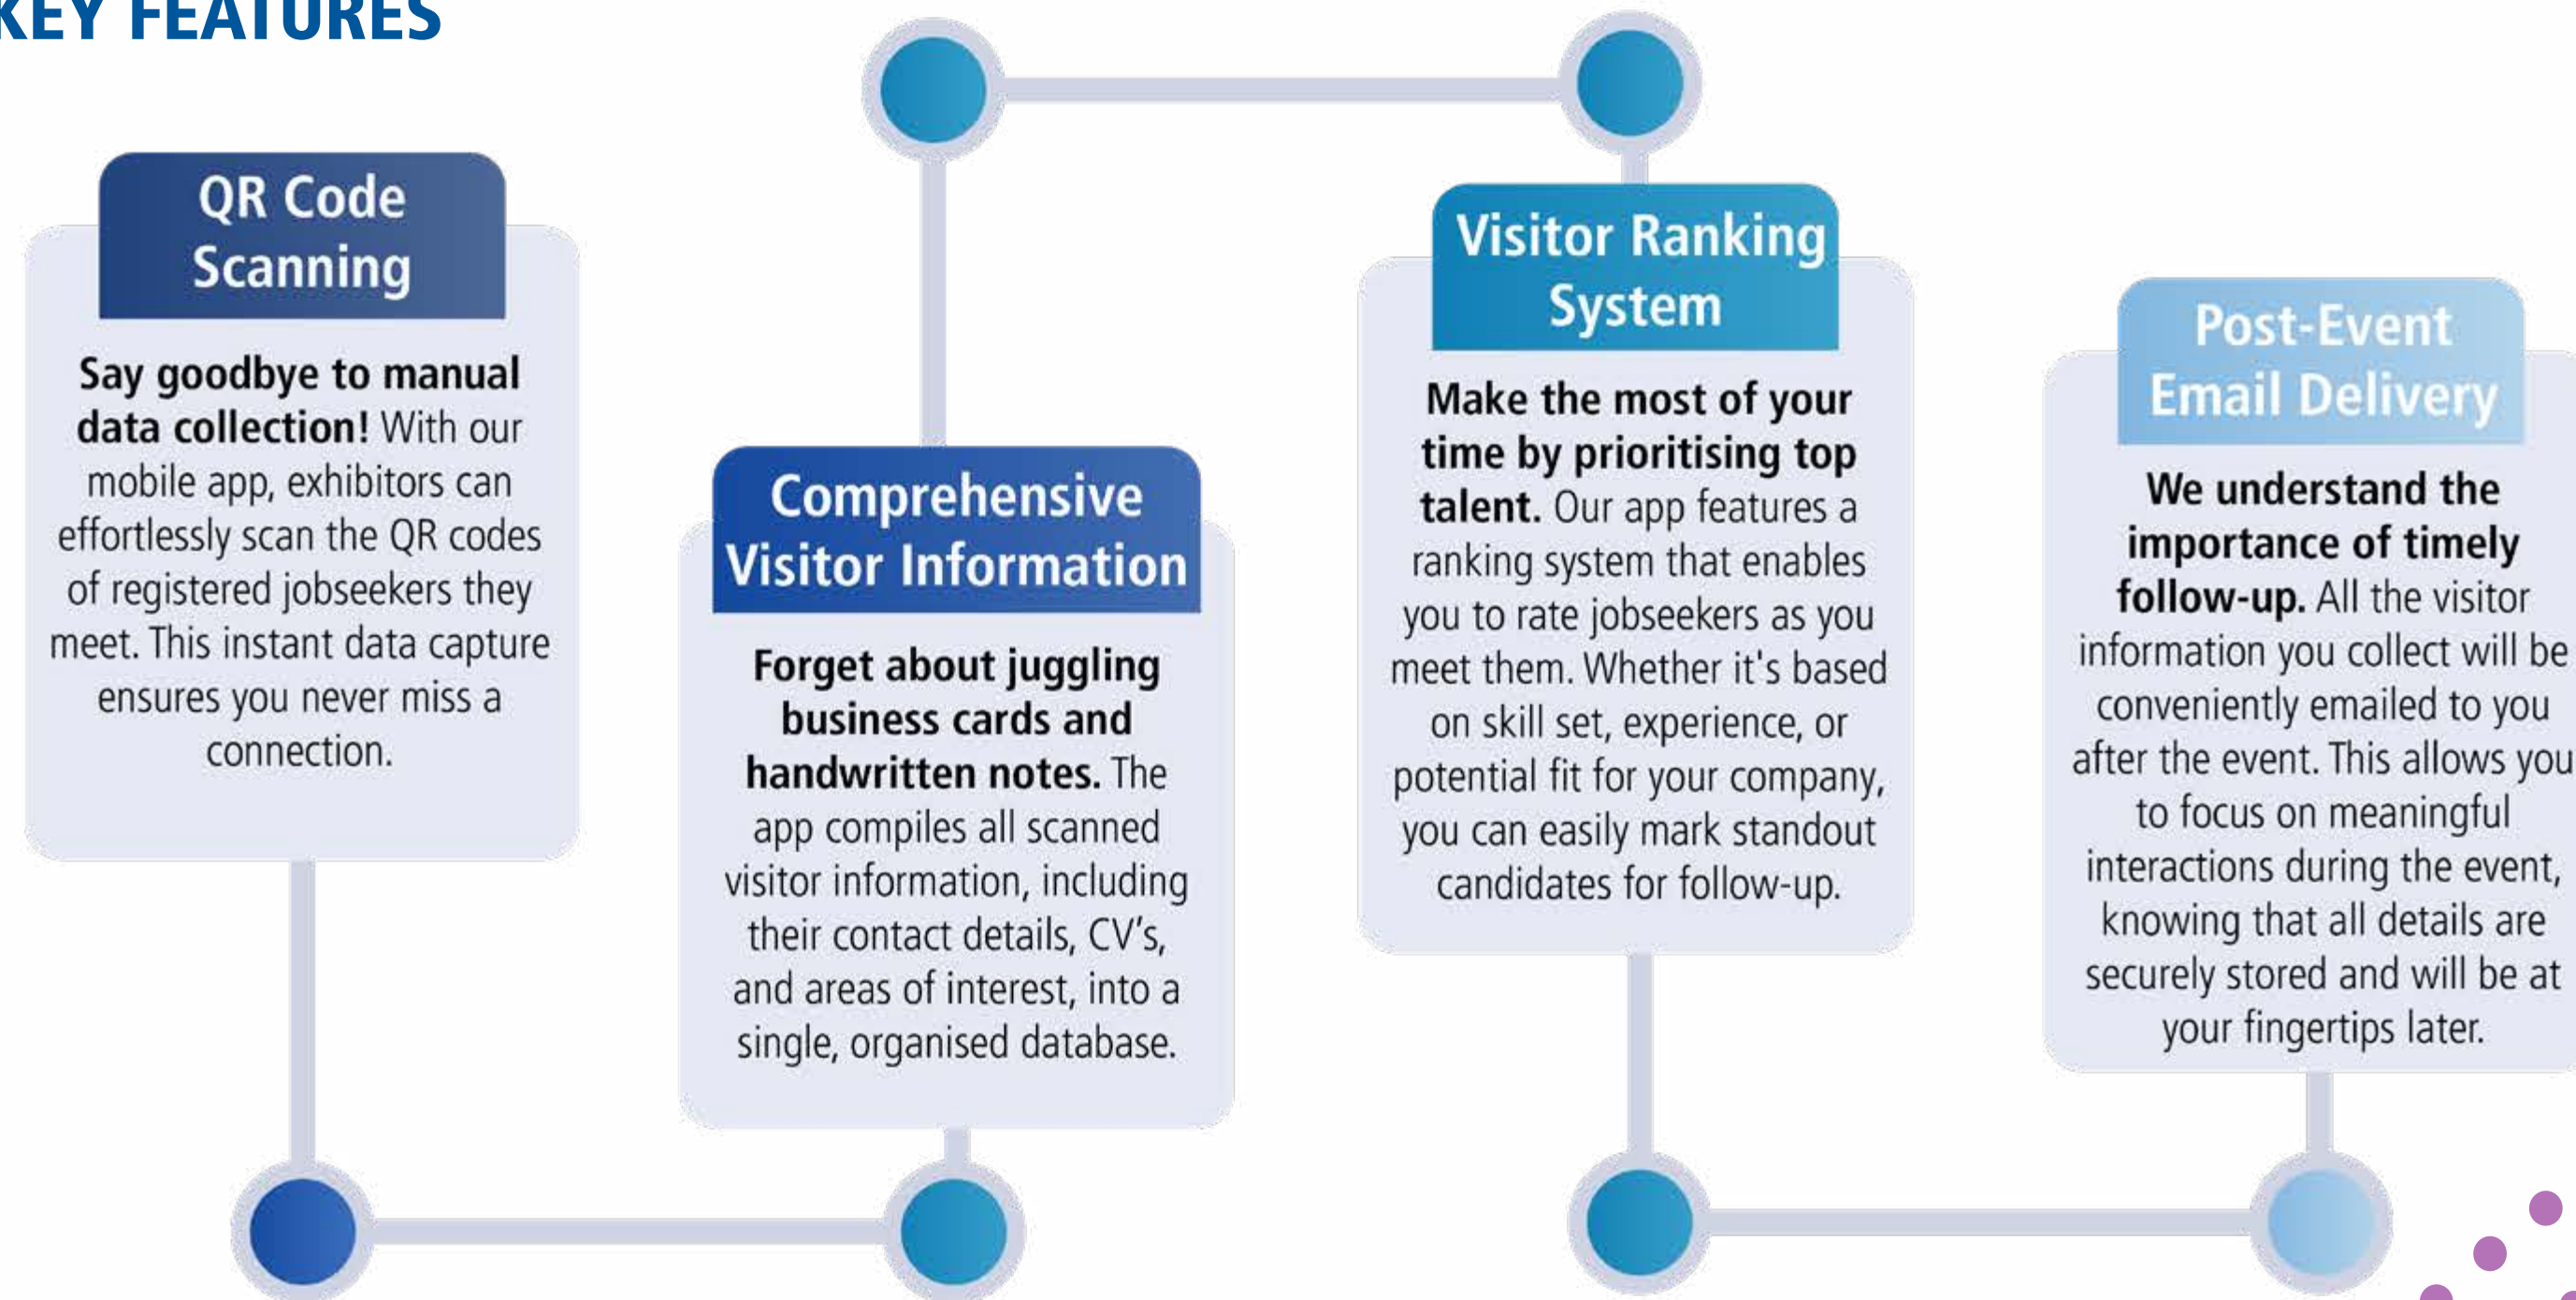 KEY FEATURES
QR Code
Scanning
Say goodbye to manual
data collection! With our
mobile app, exhibitors can
effortlessly scan the QR codes
of registered jobseekers they
meet. This instant data capture
ensures you never miss a
connection.
Comprehensive
Visitor Information
Forget about juggling
business cards and
handwritten notes. The
app compiles all scanned
visitor information, including
their contact details, CV’s,
and areas of interest, into a
single, organised database.
Visitor Ranking
System
Make the most of your
time by prioritising top
talent. Our app features a
ranking system that enables
you to rate jobseekers as you
meet them. Whether it's based
on skill set, experience, or
potential fit for your company,
you can easily mark standout
candidates for follow-up.
Post-Event
Email Delivery
We understand the
importance of timely
follow-up. All the visitor
information you collect will be
conveniently emailed to you
after the event. This allows you
to focus on meaningful
interactions during the event,
knowing that all details are
securely stored and will be at
your fingertips later.